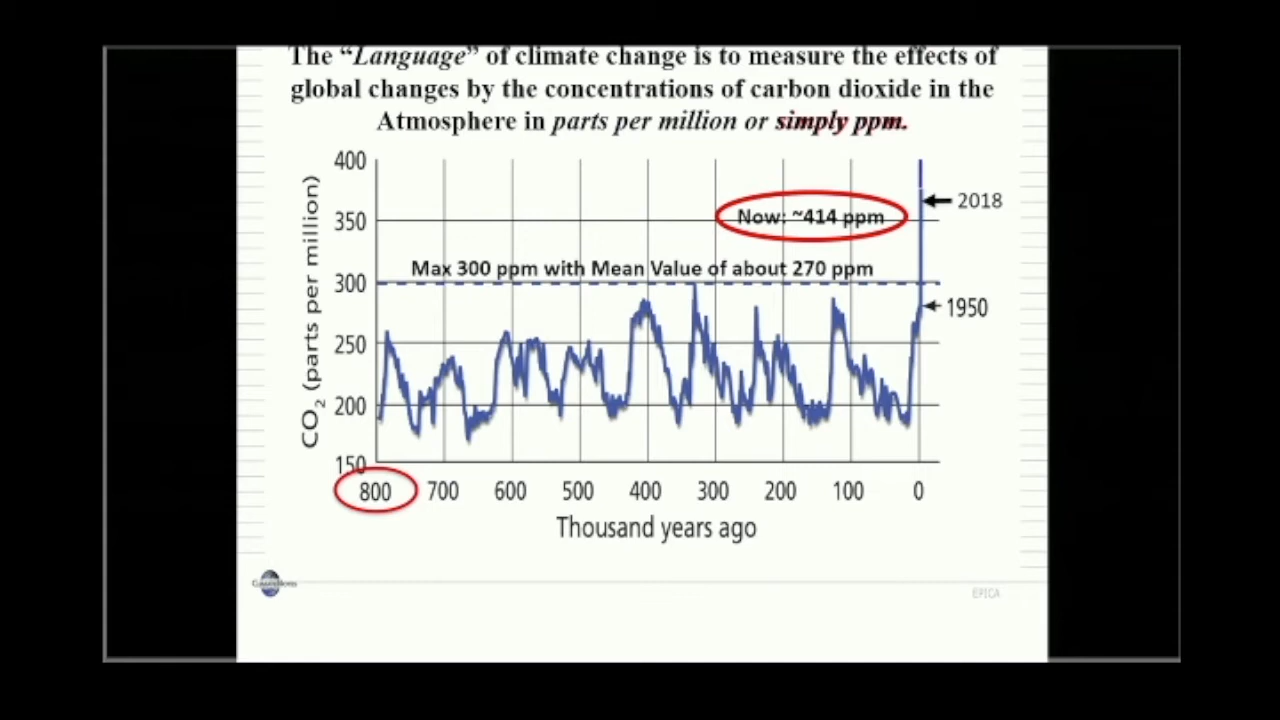 The “Language” of climate change is to measure the effects of
global changes by the concentrations of carbon dioxide in the
Atmosphere in parts per million or simply ppm.
400
350
300
250
200
150
CO2 (parts per million)
Now: ~414 ppm
2018
Max 300 ppm with Mean Value of about 270 ppm
1950
800 700 600 500 400 300 200 100 0
Thousand years ago
EPICA